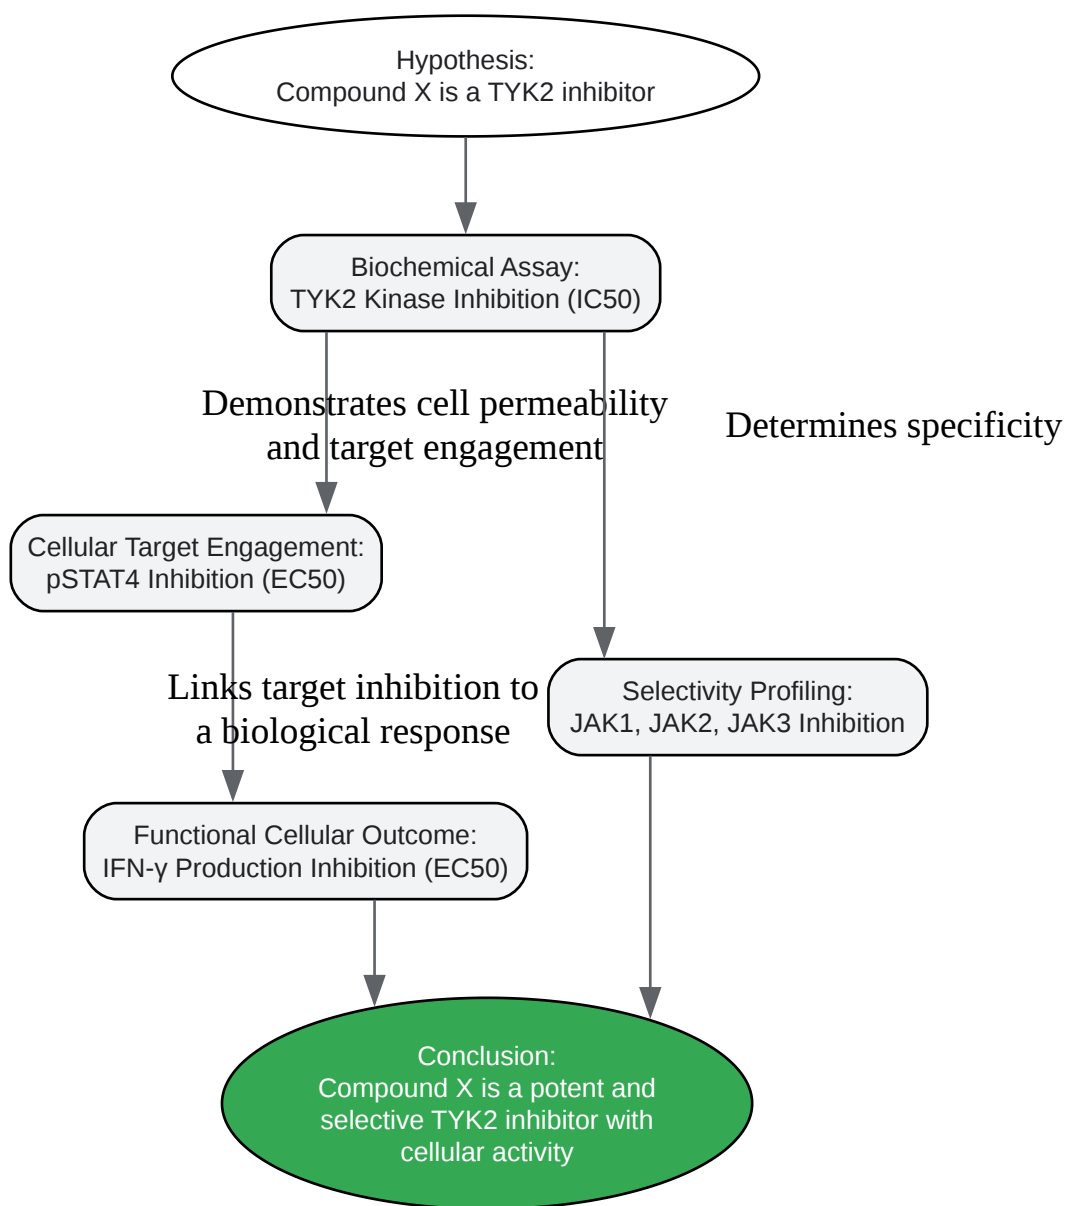 Hypothesis:
Compound X is a TYK2 inhibitor
Biochemical Assay:
TYK2 Kinase Inhibition (IC50)
Demonstrates cell permeability
and target engagement
Determines specificity
Cellular Target Engagement:
pSTAT4 Inhibition (EC50)
Links target inhibition to
a biological response
Selectivity Profiling:
JAK1, JAK2, JAK3 Inhibition
Functional Cellular Outcome:
IFN-γ Production Inhibition (EC50)
Conclusion:
Compound X is a potent and
selective TYK2 inhibitor with
cellular activity